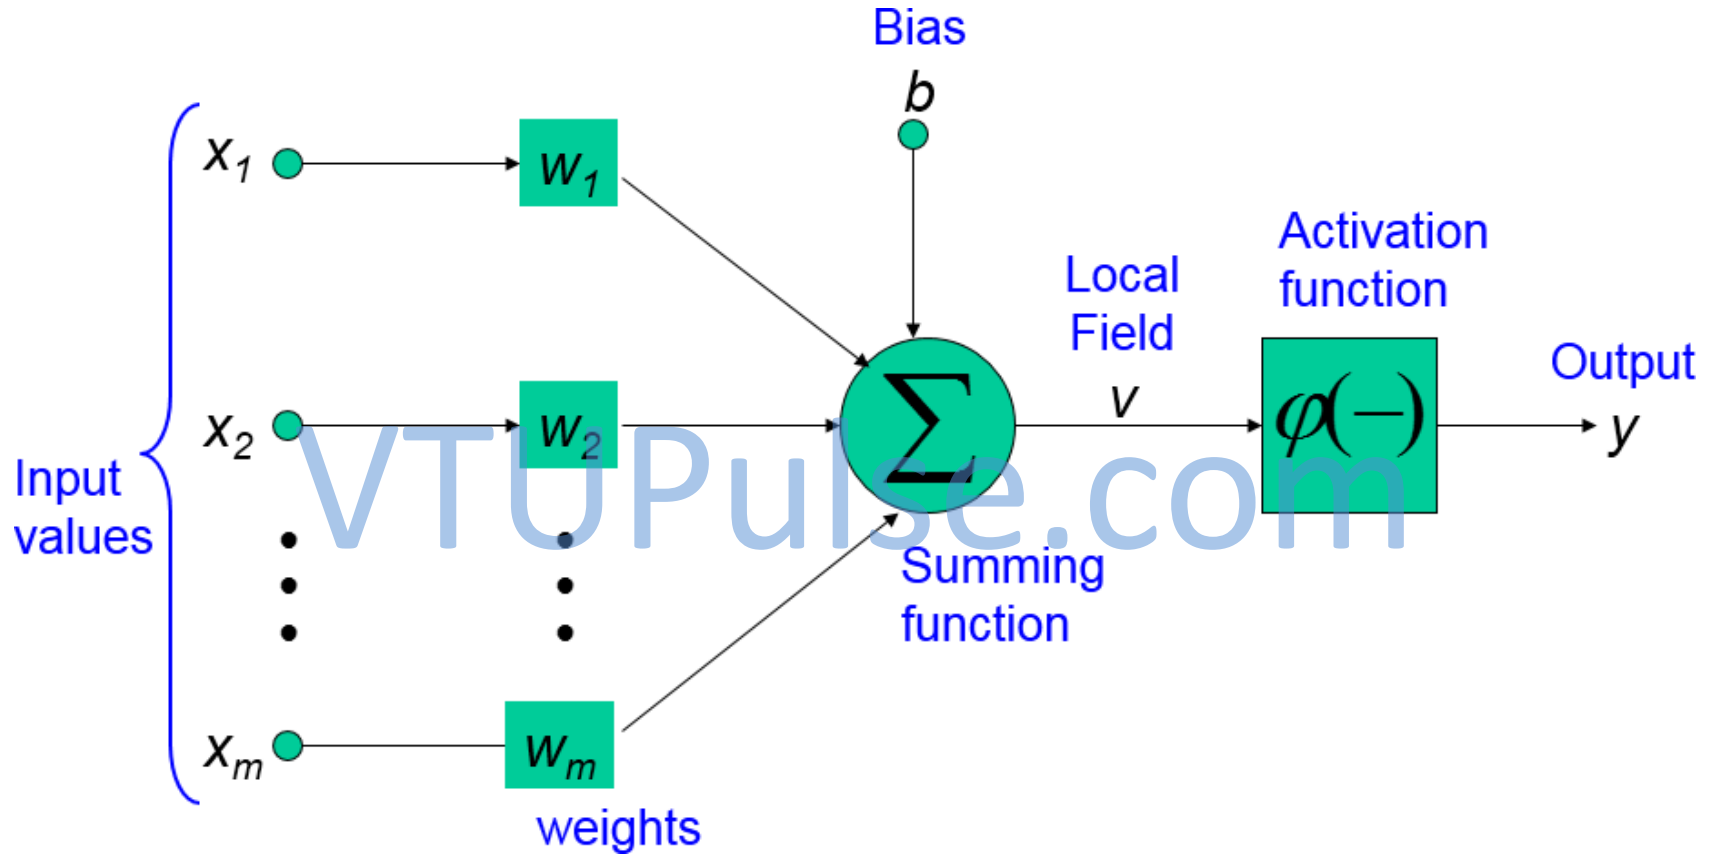 Bias
b
x1
w1
Activation
function
Local
Field
Output
x2
w2
Σ
v
φ(−)
y
Input
values
VTUPulse.com
Summing
function
xm
wm
weights